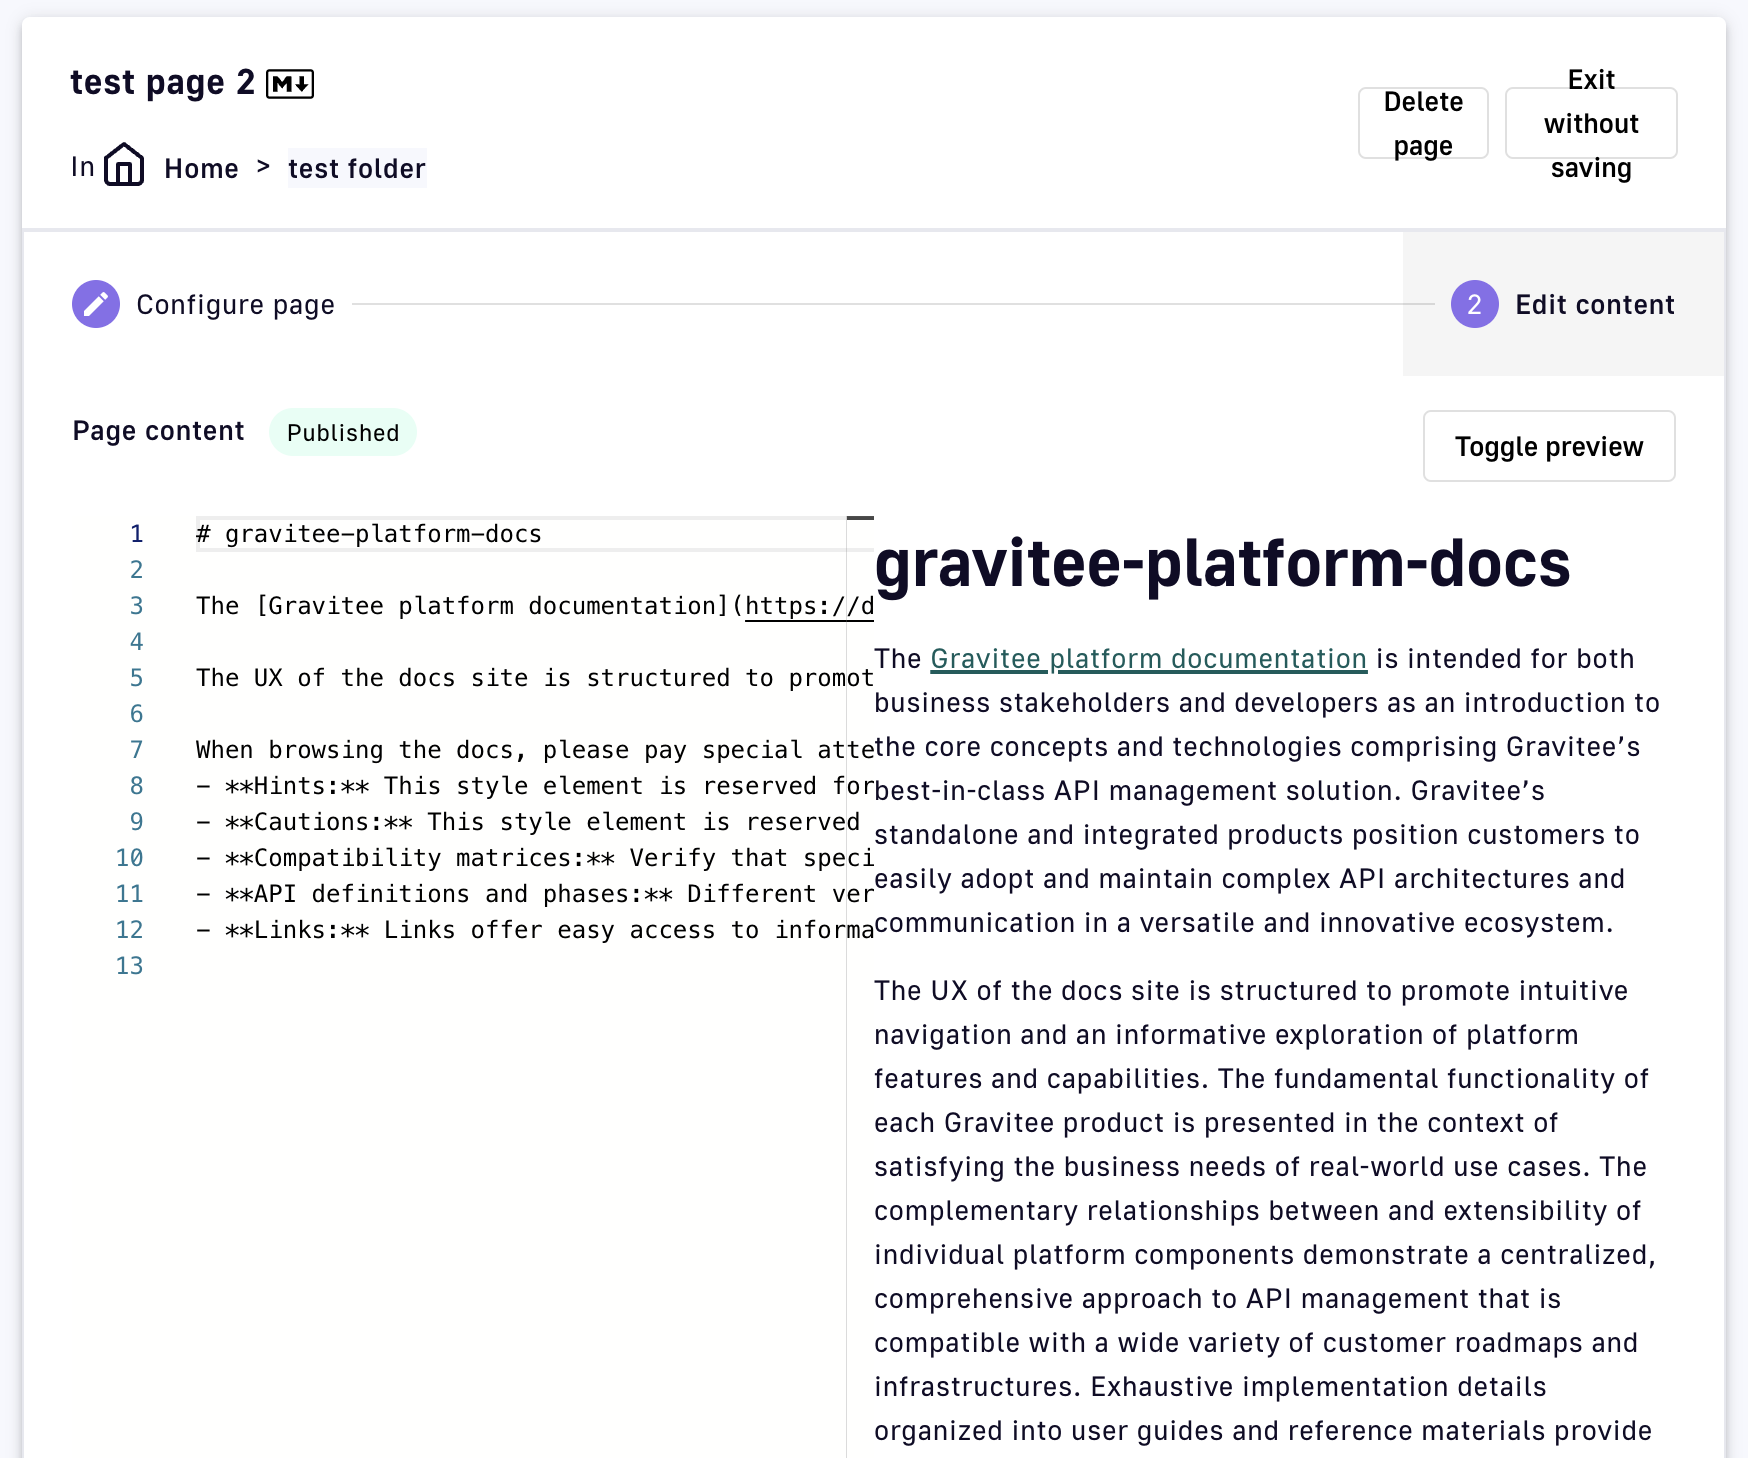 test page 2 M↓
In Home > test folder
Delete
page
Exit
without
saving
Configure page
2 Edit content
Page content Published
Toggle preview
1 # gravitee-platform-docs
2
3 The [Gravitee platform documentation](https://d
4
5 The UX of the docs site is structured to promot
6
7 When browsing the docs, please pay special atte
8 - **Hints:** This style element is reserved for
9 - **Cautions:** This style element is reserved
10 - **Compatibility matrices:** Verify that speci
11 - **API definitions and phases:** Different ver
12 - **Links:** Links offer easy access to informa
13
gravitee-platform-docs
The Gravitee platform documentation is intended for both
business stakeholders and developers as an introduction to
the core concepts and technologies comprising Gravitee’s
best-in-class API management solution. Gravitee’s
standalone and integrated products position customers to
easily adopt and maintain complex API architectures and
communication in a versatile and innovative ecosystem.
The UX of the docs site is structured to promote intuitive
navigation and an informative exploration of platform
features and capabilities. The fundamental functionality of
each Gravitee product is presented in the context of
satisfying the business needs of real-world use cases. The
complementary relationships between and extensibility of
individual platform components demonstrate a centralized,
comprehensive approach to API management that is
compatible with a wide variety of customer roadmaps and
infrastructures. Exhaustive implementation details
organized into user guides and reference materials provide